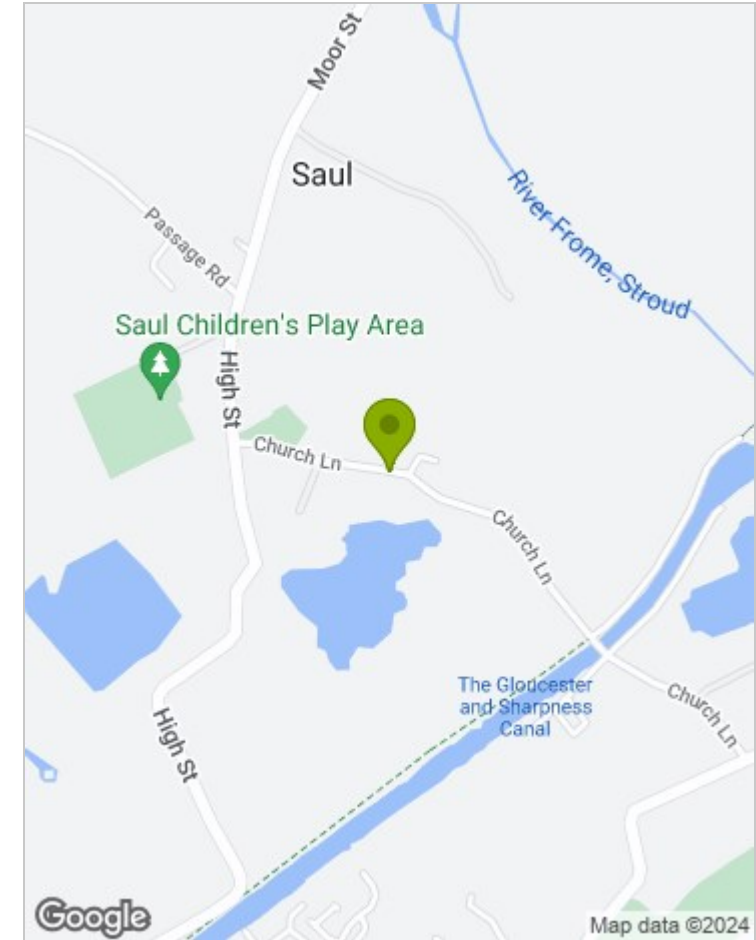 Moor St
Saul
River Frome, Stroud
Passage Rd
Saul Children's Play Area
High St
Church Ln
Church Ln
The Gloucester
and Sharpness
Canal
Church Ln
High St
Google
Map data ©2024